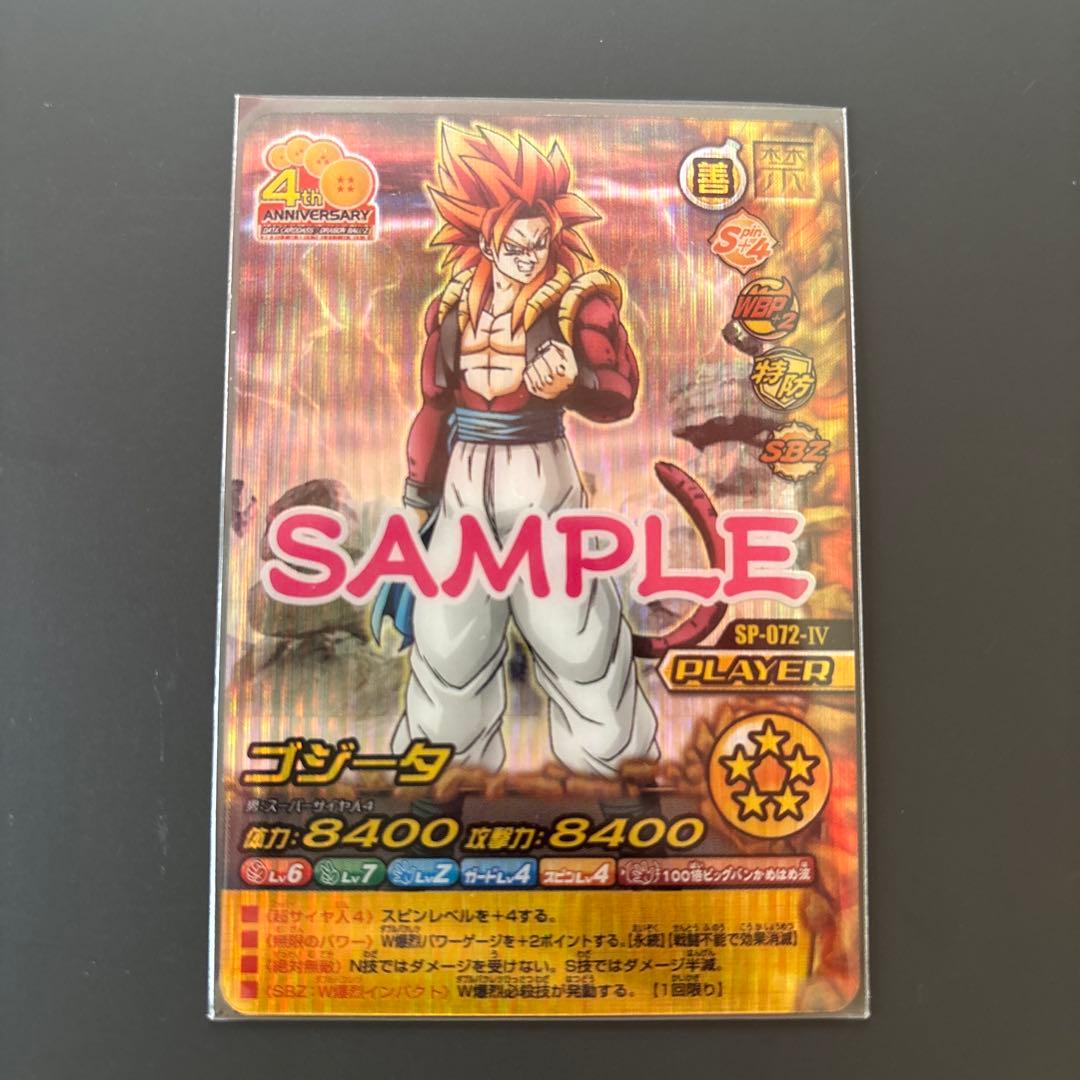 4th
ANNIVERSARY
DATA CARDDASS DRAGON BALL Z
善
禁
Spin+4
WBP+2
特防
SBZ
SAMPLE
SP-072-Ⅳ
PLAYER
ゴジータ
超:スーパーサイヤ人4
体力:8400 攻撃力:8400
Lv6 Lv7 LvZ ガードLv4 スピンLv4 100倍ビッグバンかめはめ波
《超サイヤ人4》スピンレベルを+4する。
《無限のパワー》W爆烈パワーゲージを+2ポイントする。【永続】【戦闘不能で効果消滅】
《絶対無敵》N技ではダメージを受けない。S技ではダメージ半減。
《SBZ:W爆烈インパクト》W爆烈必殺技が発動する。【1回限り】